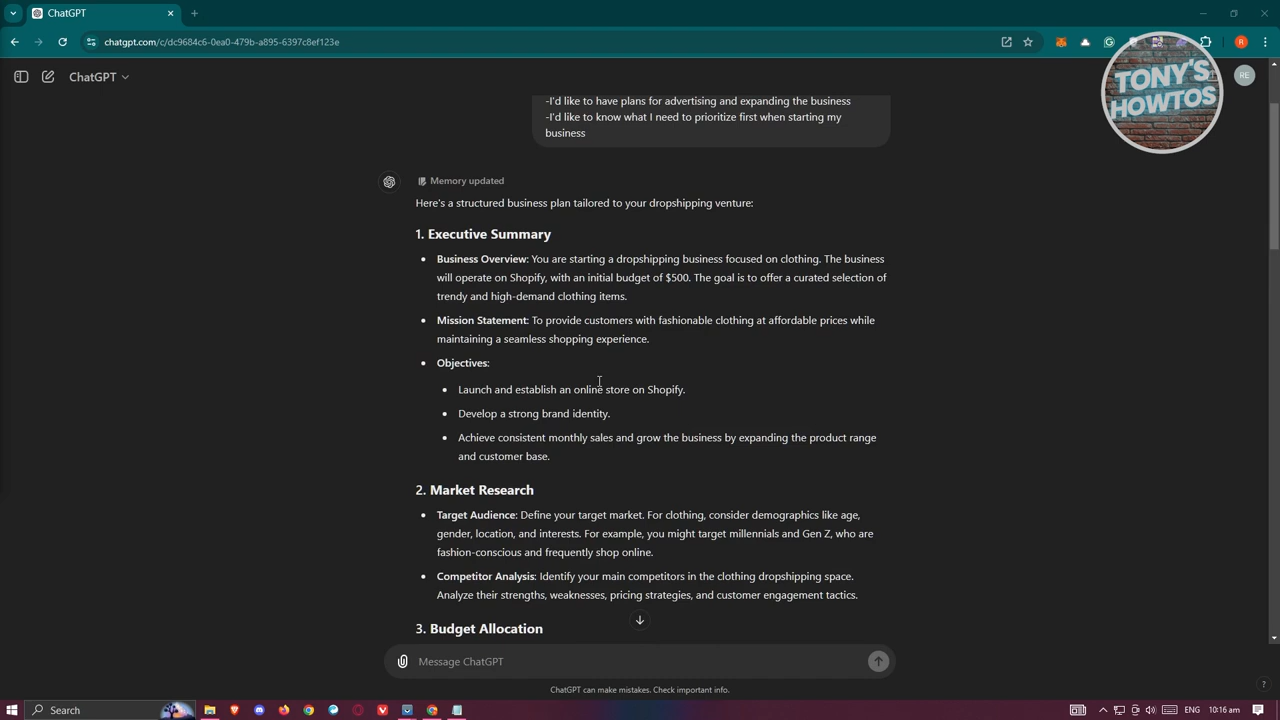 ChatGPT
chatgpt.com/c/dc9684c6-0ea0-479b-a895-6397c8ef123e
TONY'S
HOWTOS
ChatGPT
RE
-I'd like to have plans for advertising and expanding the business
-I'd like to know what I need to prioritize first when starting my
business
Memory updated
Here's a structured business plan tailored to your dropshipping venture:
1. Executive Summary
• Business Overview: You are starting a dropshipping business focused on clothing. The business
will operate on Shopify, with an initial budget of $500. The goal is to offer a curated selection of
trendy and high-demand clothing items.
• Mission Statement: To provide customers with fashionable clothing at affordable prices while
maintaining a seamless shopping experience.
• Objectives:
• Launch and establish an online store on Shopify.
• Develop a strong brand identity.
• Achieve consistent monthly sales and grow the business by expanding the product range
and customer base.
2. Market Research
• Target Audience: Define your target market. For clothing, consider demographics like age,
gender, location, and interests. For example, you might target millennials and Gen Z, who are
fashion-conscious and frequently shop online.
• Competitor Analysis: Identify your main competitors in the clothing dropshipping space.
Analyze their strengths, weaknesses, pricing strategies, and customer engagement tactics.
3. Budget Allocation
Message ChatGPT
ChatGPT can make mistakes. Check important info.
?
Search
ENG
10:16 am